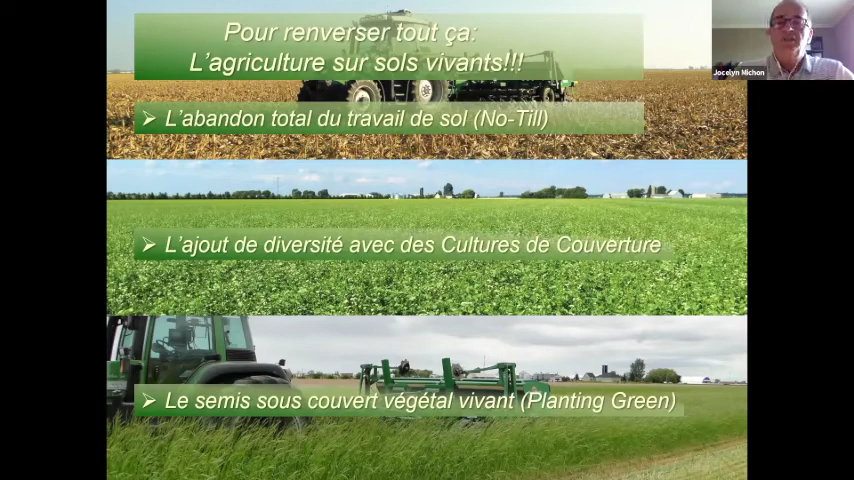 Pour renverser tout ça:
L'agriculture sur sols vivants!!!
Jocelyn Michon
➢ L'abandon total du travail de sol (No-Till)
➢ L'ajout de diversité avec des Cultures de Couverture
➢ Le semis sous couvert végétal vivant (Planting Green)